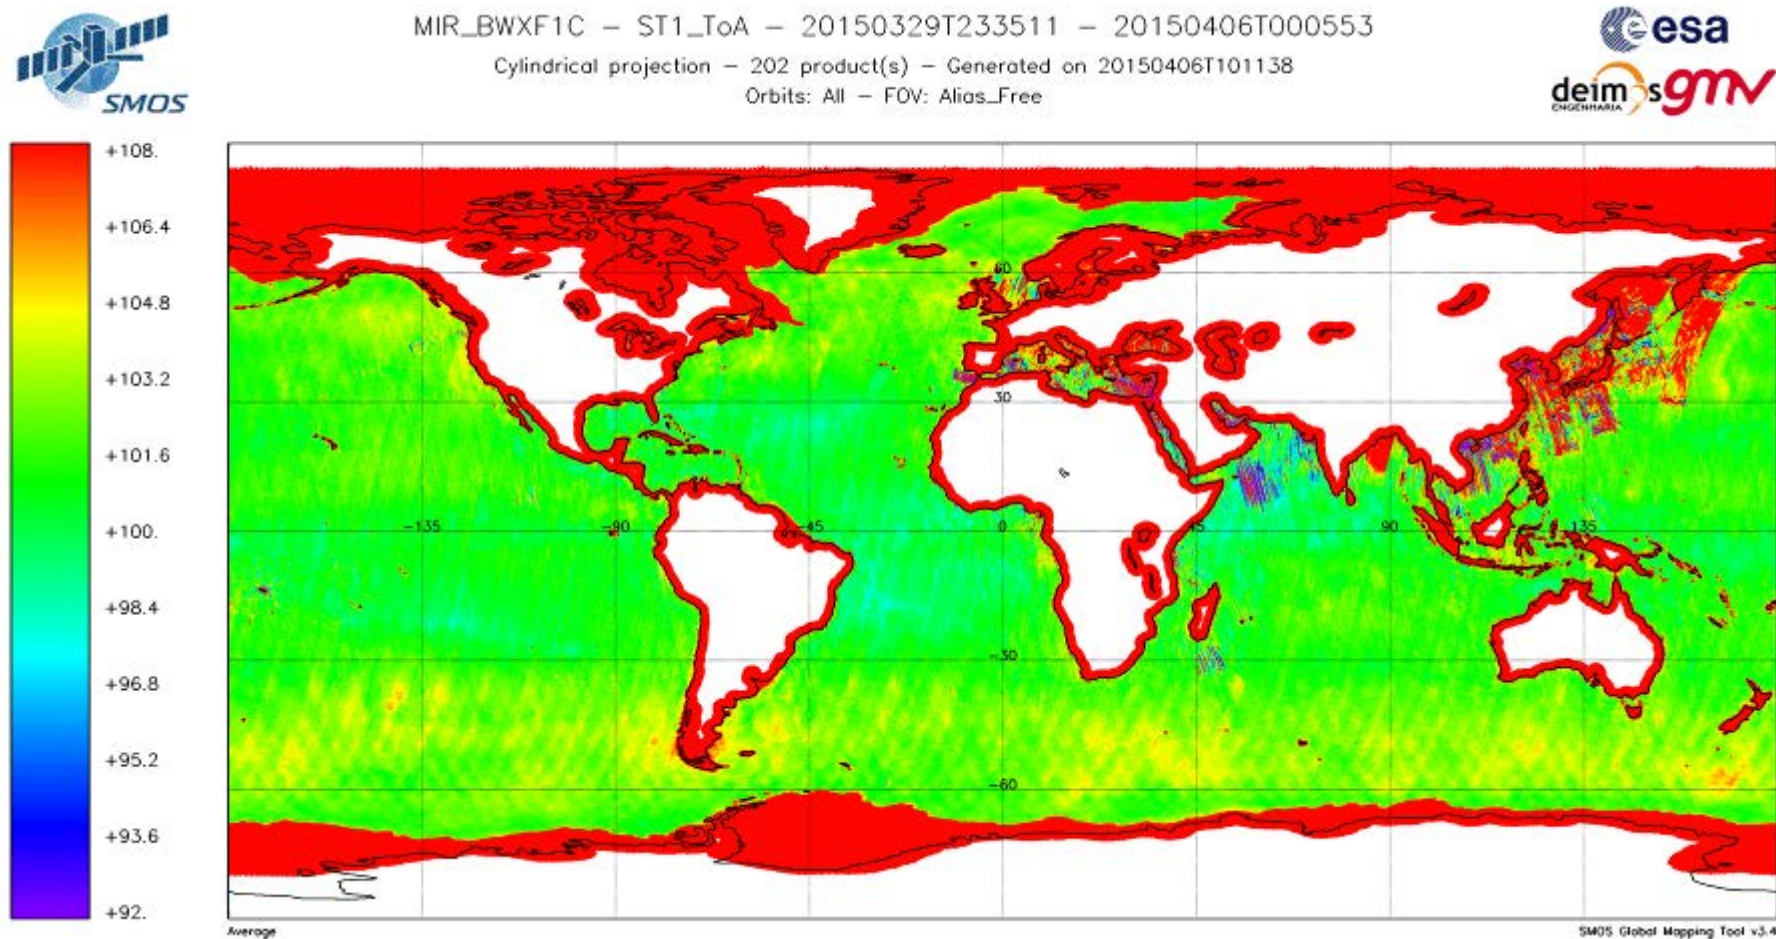 MIR_BWXF1C – ST1_ToA – 20150329T233511 – 20150406T000553
Cylindrical projection – 202 product(s) – Generated on 20150406T101138
Orbits: All – FOV: Alias_Free
SMOS
esa
deimos
ENGENHARIA
gmv
+108.
+106.4
+104.8
+103.2
+101.6
+100.
+98.4
+96.8
+95.2
+93.6
+92.
60
30
-135
-90
-45
0
45
90
135
-30
-60
Average
SMOS Global Mapping Tool v3.4